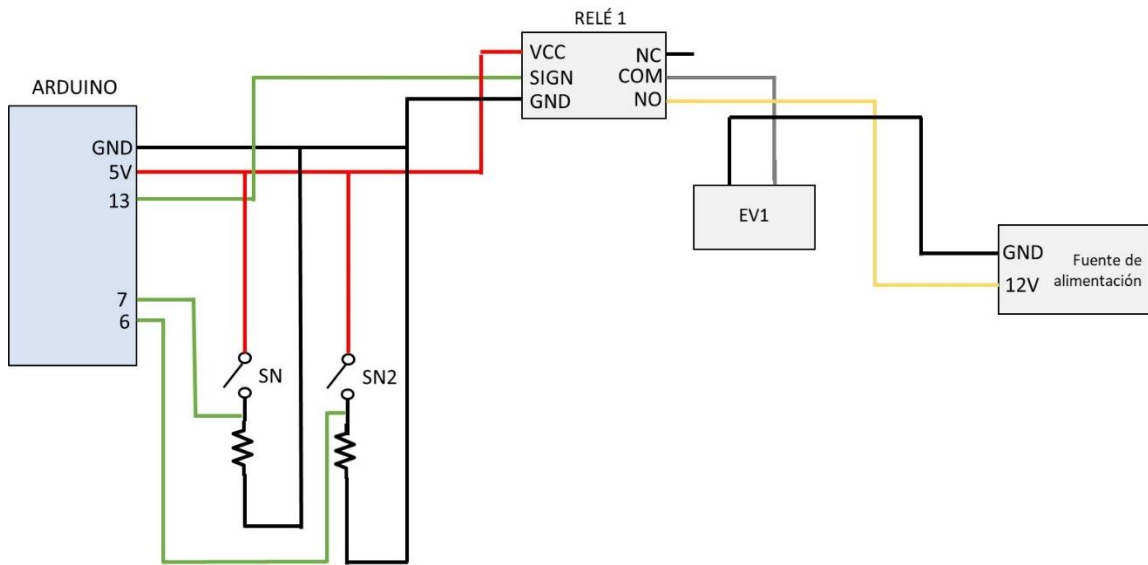 RELÉ 1
VCC
SIGN
GND
NC
COM
NO
ARDUINO
GND
5V
13
7
6
SN
SN2
EV1
GND
12V
Fuente de
alimentación